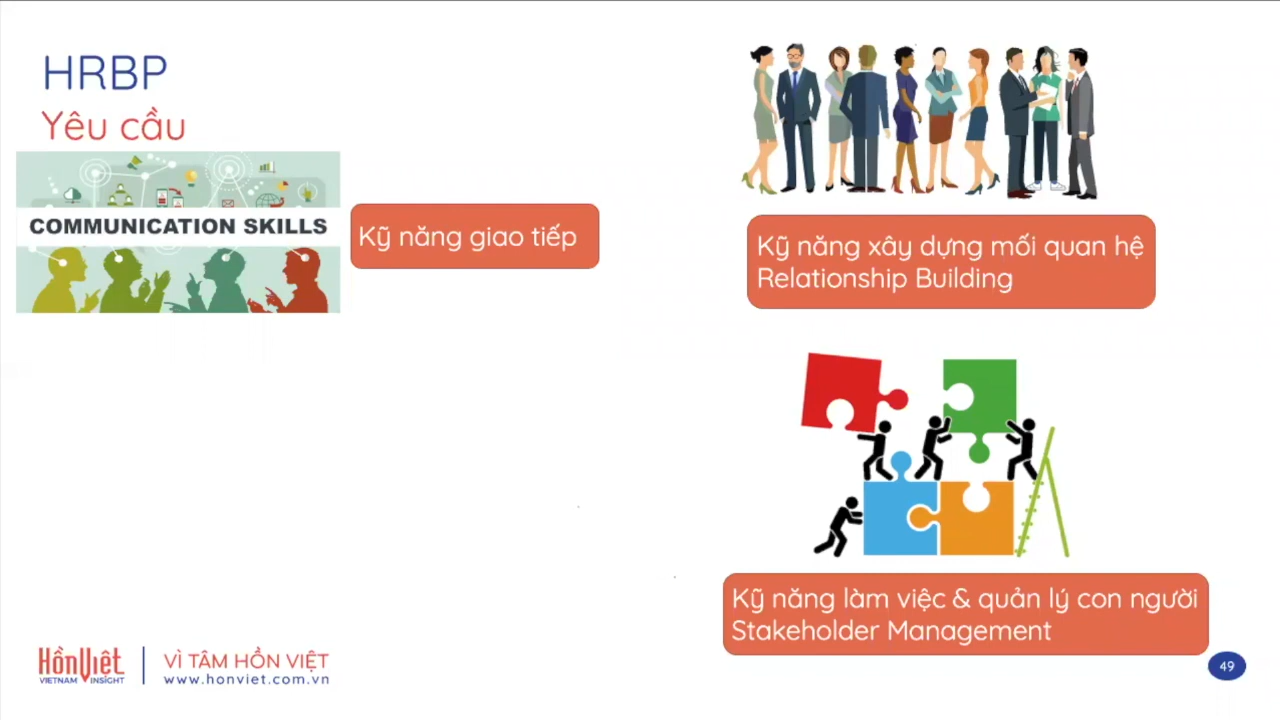 HRBP
Yêu cầu
COMMUNICATION SKILLS
Kỹ năng giao tiếp
Kỹ năng xây dựng mối quan hệ
Relationship Building
Kỹ năng làm việc & quản lý con người
Stakeholder Management
HồnViệt
VIETNAM INSIGHT
VÌ TÂM HỒN VIỆT
www.honviet.com.vn
49